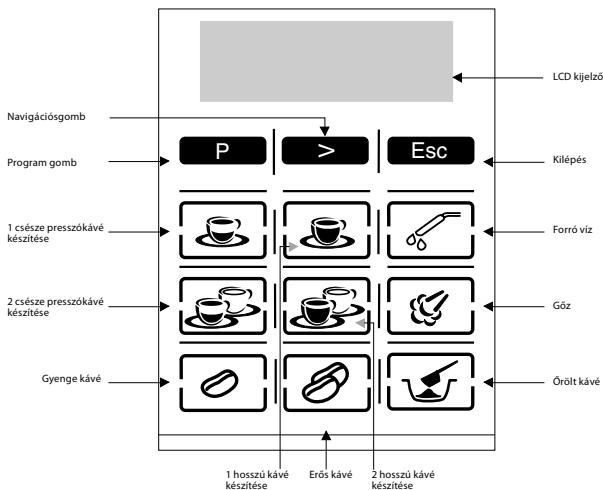 LCD kijelző
Navigációsgomb
Program gomb
P
>
Esc
Kilépés
1 csésze presszókávé
készítése
Forró víz
2 csésze presszókávé
készítése
Gőz
Gyenge kávé
Őrölt kávé
1 hosszú kávé
készítése
Erős kávé
2 hosszú kávé
készítése